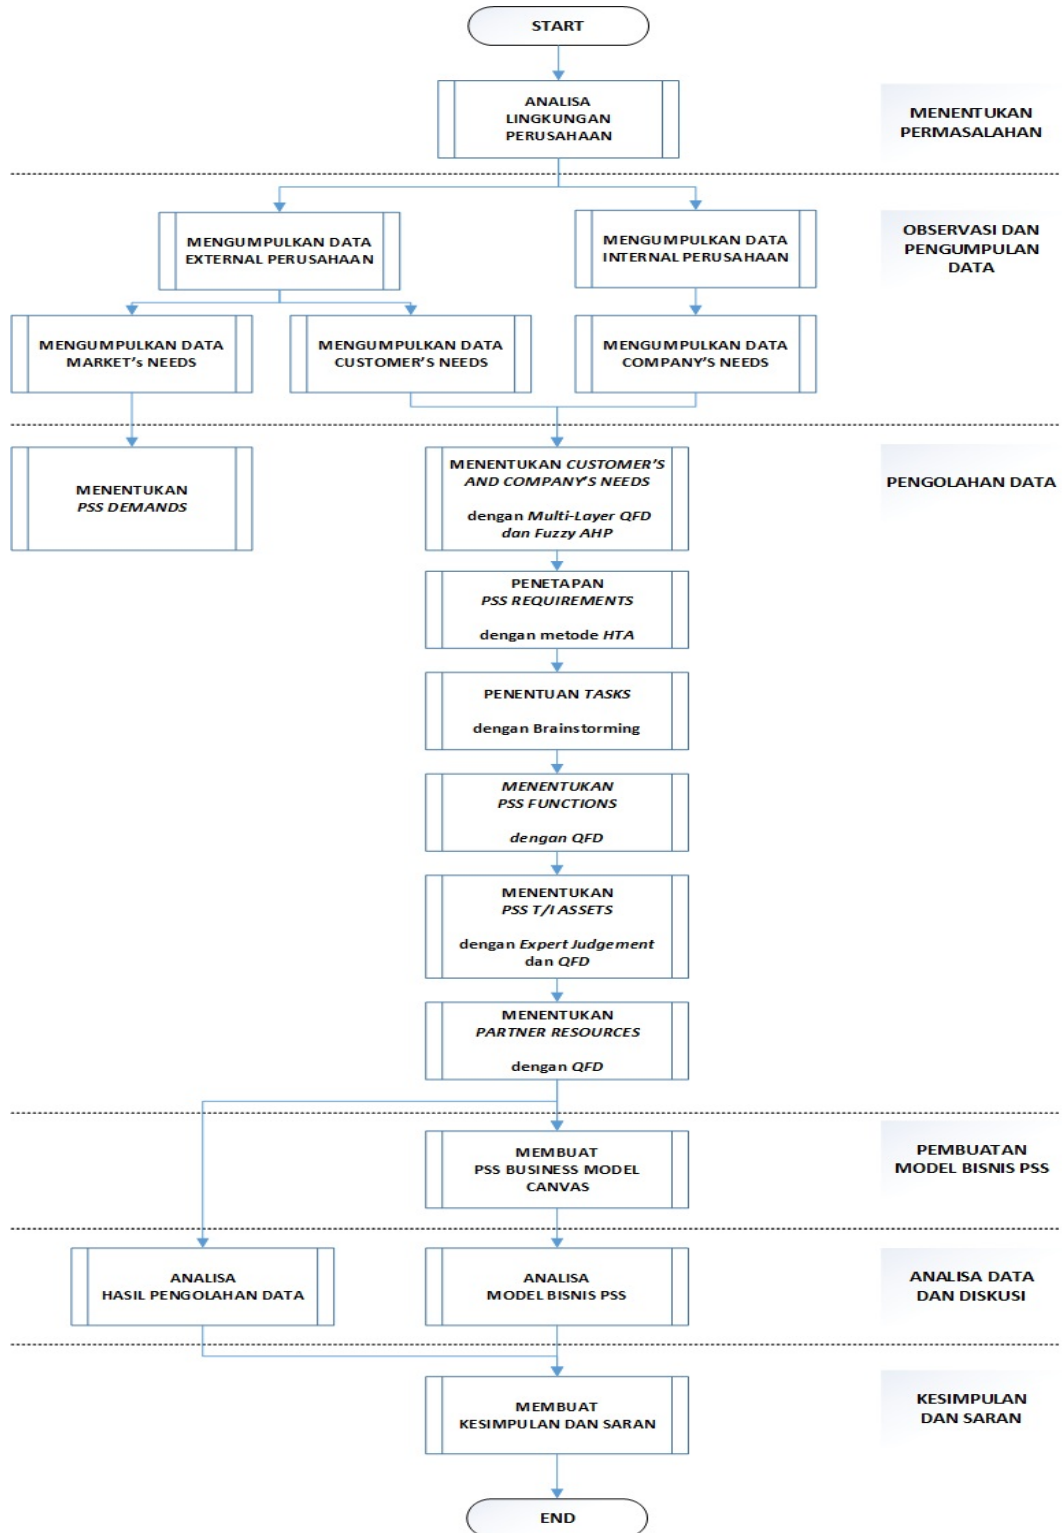 START
ANALISA
LINGKUNGAN
PERUSAHAAN
MENENTUKAN
PERMASALAHAN
MENGUMPULKAN DATA
EXTERNAL PERUSAHAAN
MENGUMPULKAN DATA
INTERNAL PERUSAHAAN
OBSERVASI DAN
PENGUMPULAN
DATA
MENGUMPULKAN DATA
MARKET's NEEDS
MENGUMPULKAN DATA
CUSTOMER'S NEEDS
MENGUMPULKAN DATA
COMPANY'S NEEDS
MENENTUKAN
PSS DEMANDS
MENENTUKAN CUSTOMER'S
AND COMPANY'S NEEDS
dengan Multi-Layer QFD
dan Fuzzy AHP
PENGOLAHAN DATA
PENETAPAN
PSS REQUIREMENTS
dengan metode HTA
PENENTUAN TASKS
dengan Brainstorming
MENENTUKAN
PSS FUNCTIONS
dengan QFD
MENENTUKAN
PSS T/I ASSETS
dengan Expert Judgement
dan QFD
MENENTUKAN
PARTNER RESOURCES
dengan QFD
MEMBUAT
PSS BUSINESS MODEL
CANVAS
PEMBUATAN
MODEL BISNIS PSS
ANALISA
HASIL PENGOLAHAN DATA
ANALISA
MODEL BISNIS PSS
ANALISA DATA
DAN DISKUSI
MEMBUAT
KESIMPULAN DAN SARAN
KESIMPULAN
DAN SARAN
END